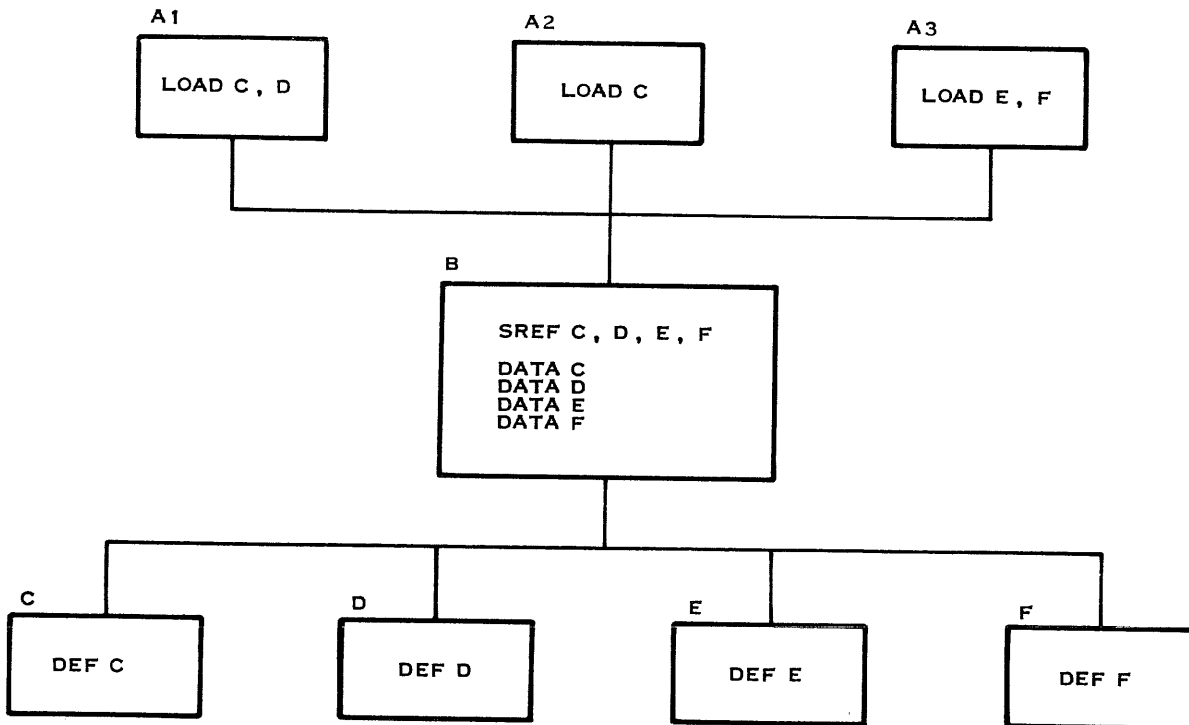 A1
A2
A3
LOAD C, D
LOAD C
LOAD E, F
B
SREF C, D, E, F
DATA C
DATA D
DATA E
DATA F
C
D
E
F
DEF C
DEF D
DEF E
DEF F